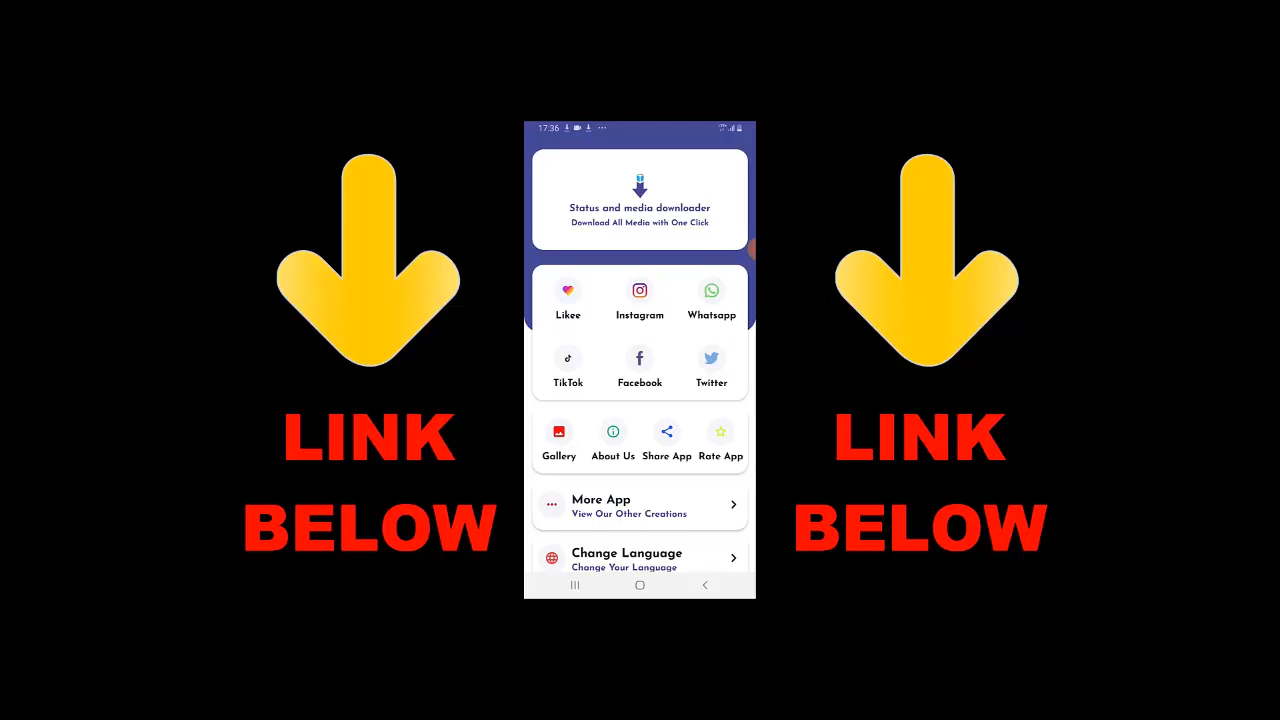 17:36
Status and media downloader
Download All Media with One Click
Likee Instagram Whatsapp
TikTok Facebook Twitter
Gallery About Us Share App Rate App
More App
View Our Other Creations
Change Language
Change Your Language
LINK
BELOW
LINK
BELOW